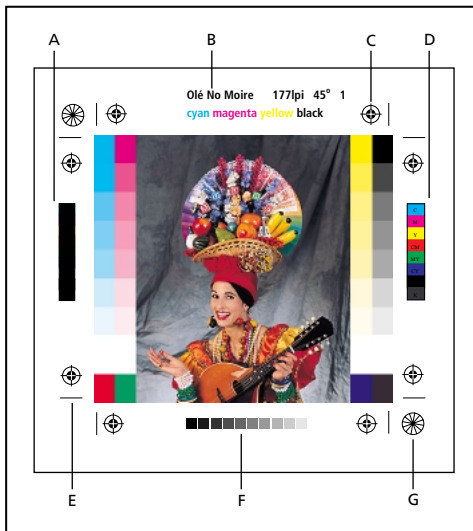 A B C D
Olé No Moire 177lpi 45° 1
cyan magenta yellow black
C
M
Y
CM
MY
CY
K
E F G